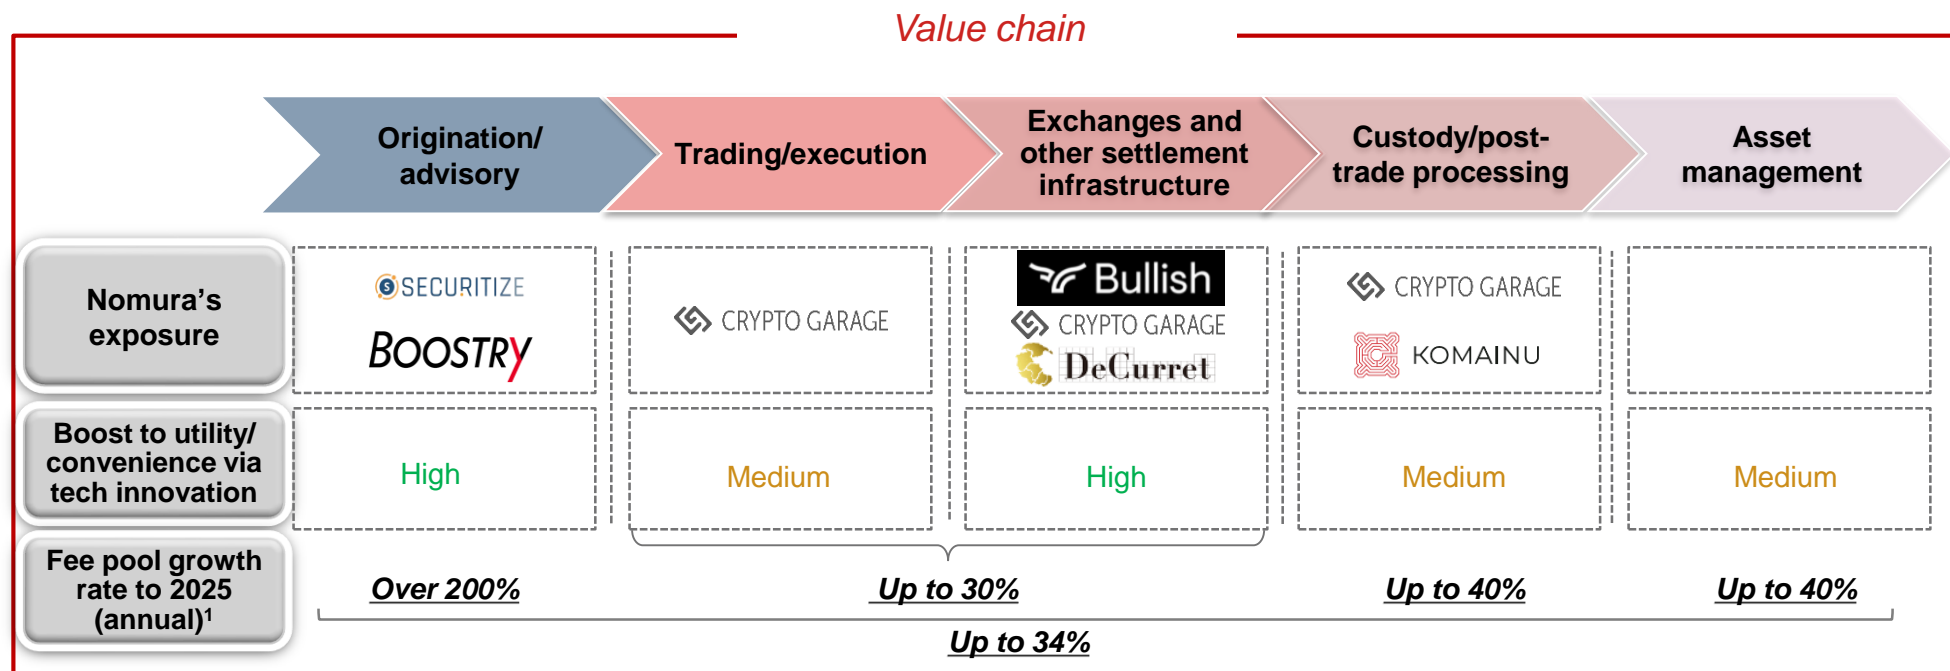 Value chain
Origination/
advisory
Trading/execution
Exchanges and
other settlement
infrastructure
Custody/post-
trade processing
Asset
management
Nomura's
exposure
SECURITIZE
BOOSTRY
CRYPTO GARAGE
Bullish
CRYPTO GARAGE
DeCurret
CRYPTO GARAGE
KOMAINU
Boost to utility/
convenience via
tech innovation
High
Medium
High
Medium
Medium
Fee pool growth
rate to 2025
(annual)1
Over 200%
Up to 30%
Up to 40%
Up to 40%
Up to 34%